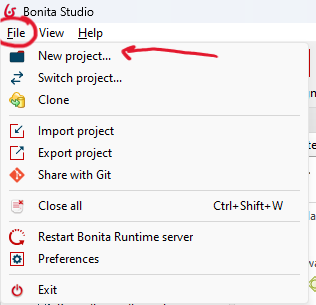 Bonita Studio
File View Help
New project...
Switch project...
Clone
Import project
Export project
Share with Git
Close all Ctrl+Shift+W
Restart Bonita Runtime server
Preferences
Exit